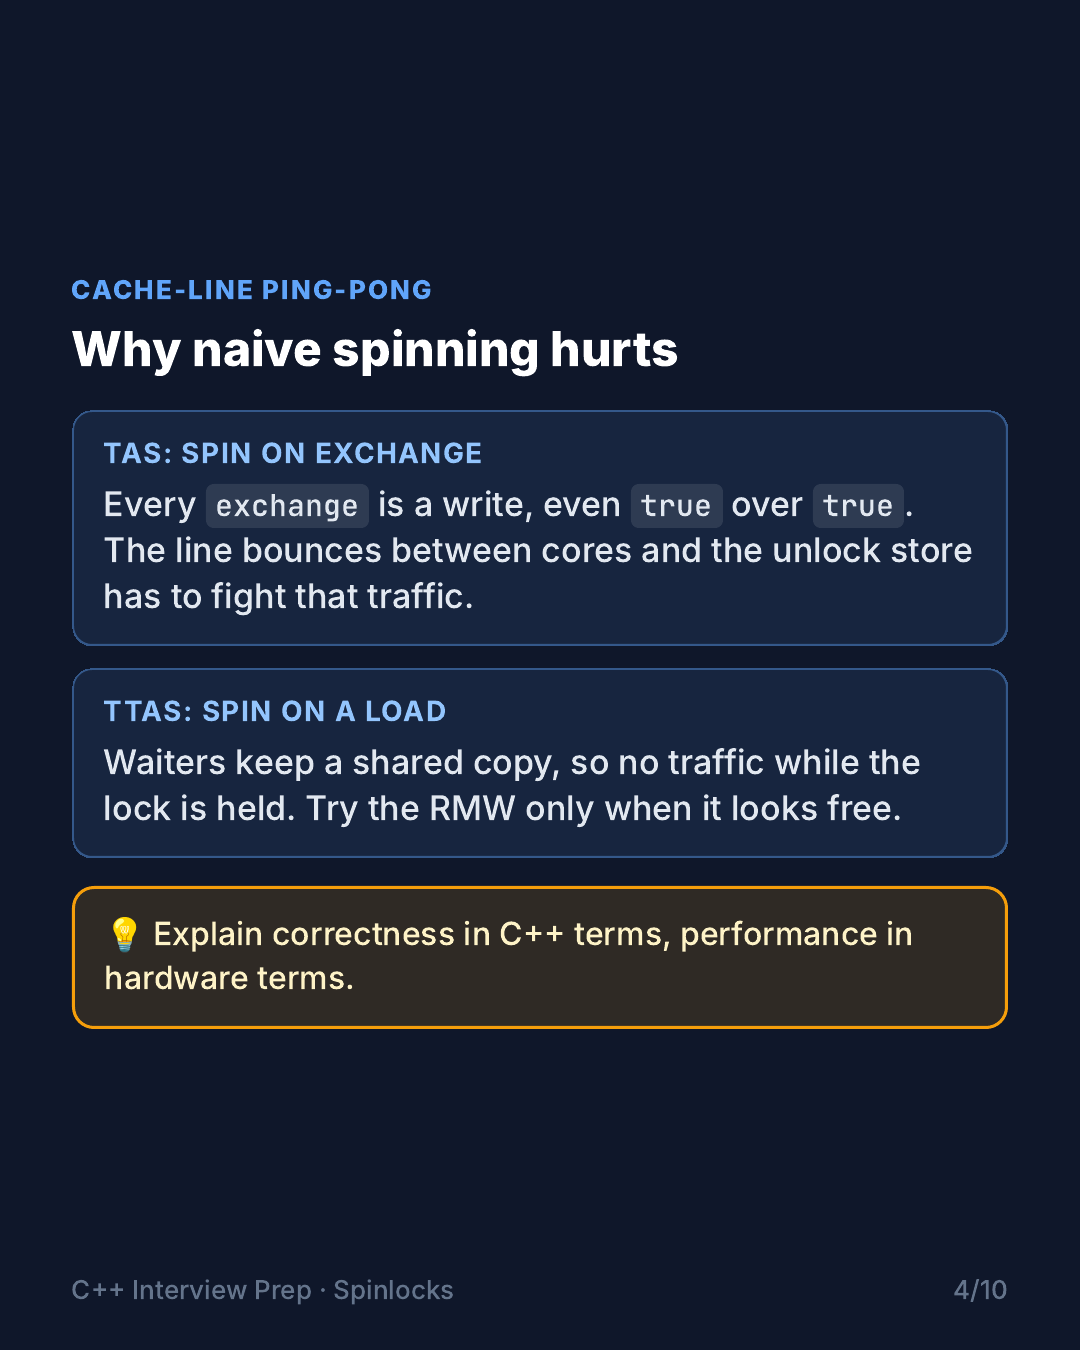 CACHE-LINE PING-PONG
Why naive spinning hurts
TAS: SPIN ON EXCHANGE
Every exchange is a write, even true over true.
The line bounces between cores and the unlock store
has to fight that traffic.
TTAS: SPIN ON A LOAD
Waiters keep a shared copy, so no traffic while the
lock is held. Try the RMW only when it looks free.
💡 Explain correctness in C++ terms, performance in
hardware terms.
C++ Interview Prep · Spinlocks
4/10